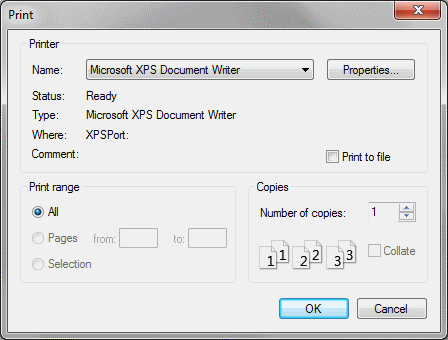 Print
Printer
Name: Microsoft XPS Document Writer Properties...
Status: Ready
Type: Microsoft XPS Document Writer
Where: XPSPort:
Comment: Print to file
Print range
All
Pages from: to:
Selection
Copies
Number of copies: 1
1 1 2 2 3 3 Collate
OK Cancel